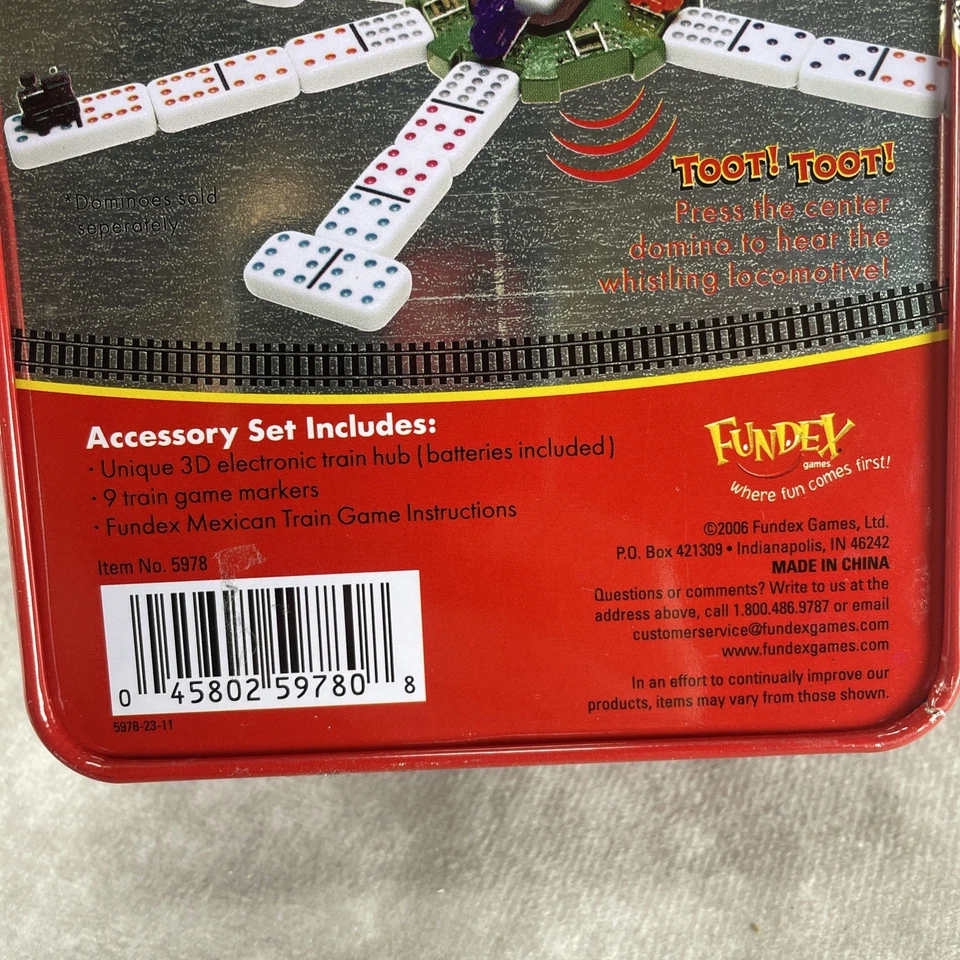 *Dominoes sold
seperately
TOOT! TOOT!
Press the center
domino to hear the
whistling locomotive!
Accessory Set Includes:
· Unique 3D electronic train hub (batteries included)
· 9 train game markers
· Fundex Mexican Train Game Instructions
Item No. 5978
0 45802 59780 8
5978-23-11
FUNDEX
games
where fun comes first!
©2006 Fundex Games, Ltd.
P.O. Box 421309 • Indianapolis, IN 46242
MADE IN CHINA
Questions or comments? Write to us at the
address above, call 1.800.486.9787 or email
customerservice@fundexgames.com
www.fundexgames.com
In an effort to continually improve our
products, items may vary from those shown.